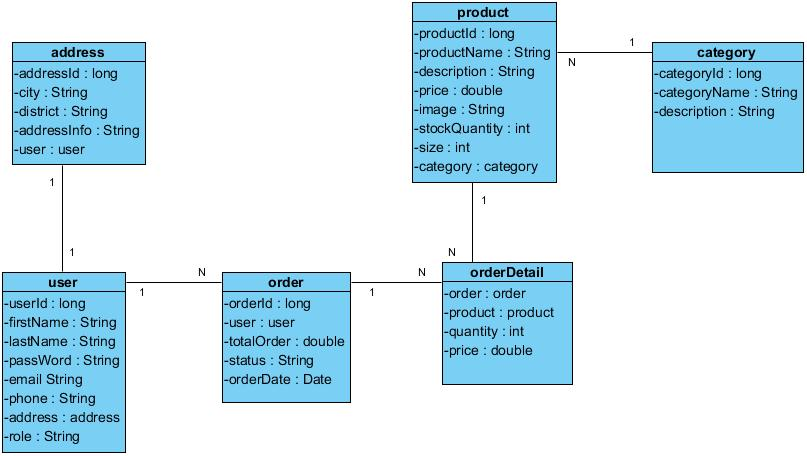 address
-addressId : long
-city : String
-district : String
-addressInfo : String
-user : user
product
-productId : long
-productName : String
-description : String
-price : double
-image : String
-stockQuantity : int
-size : int
-category : category
category
-categoryId : long
-categoryName : String
-description : String
1
N
1
1
1
N
user
-userId : long
-firstName : String
-lastName : String
-passWord : String
-email String
-phone : String
-address : address
-role : String
1
N
order
-orderId : long
-user : user
-totalOrder : double
-status : String
-orderDate : Date
1
N
orderDetail
-order : order
-product : product
-quantity : int
-price : double